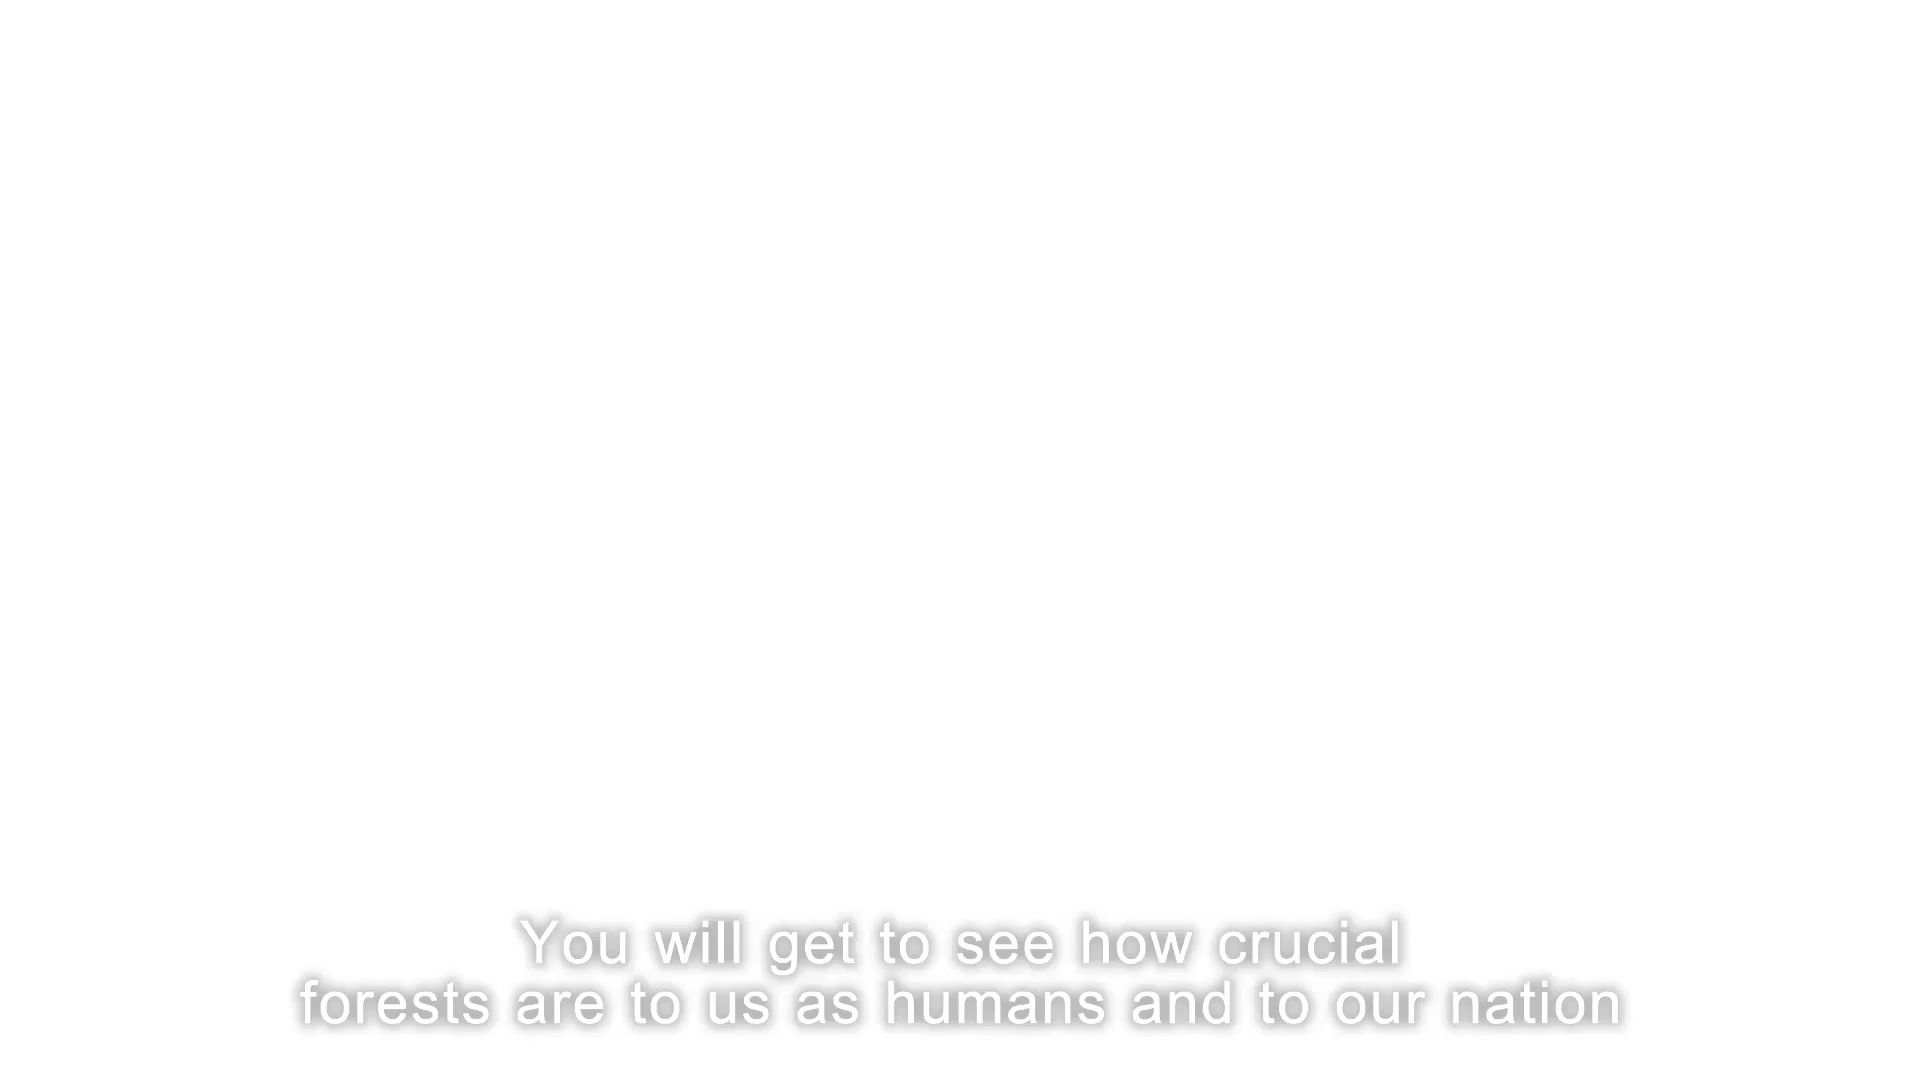 You will get to see how crucial
forests are to us as humans and to our nation